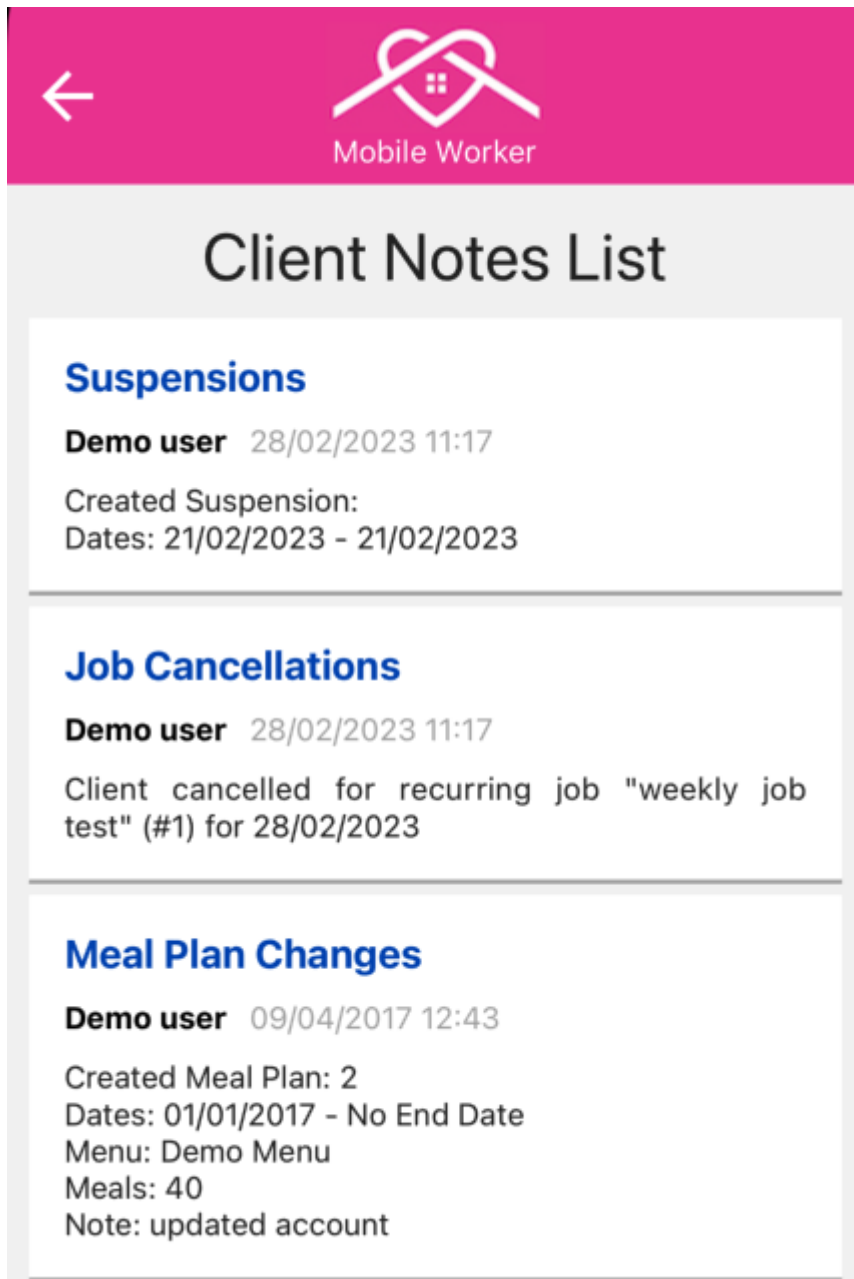 Mobile Worker
Client Notes List
Suspensions
Demo user 28/02/2023 11:17
Created Suspension:
Dates: 21/02/2023 - 21/02/2023
Job Cancellations
Demo user 28/02/2023 11:17
Client cancelled for recurring job "weekly job
test" (#1) for 28/02/2023
Meal Plan Changes
Demo user 09/04/2017 12:43
Created Meal Plan: 2
Dates: 01/01/2017 - No End Date
Menu: Demo Menu
Meals: 40
Note: updated account